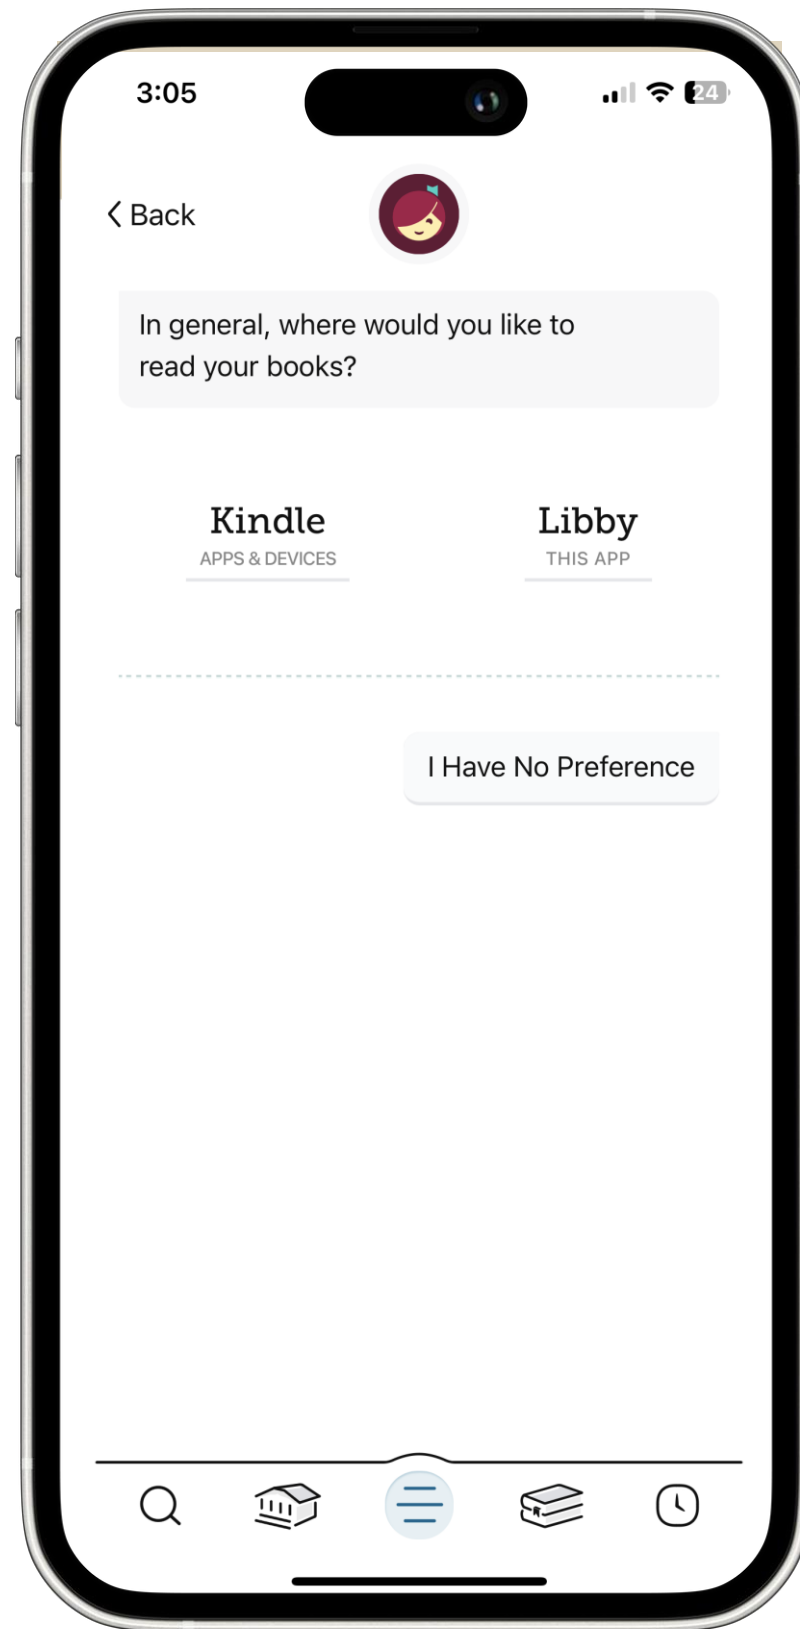 3:05
24
Back
In general, where would you like to
read your books?
Kindle
APPS & DEVICES
Libby
THIS APP
I Have No Preference